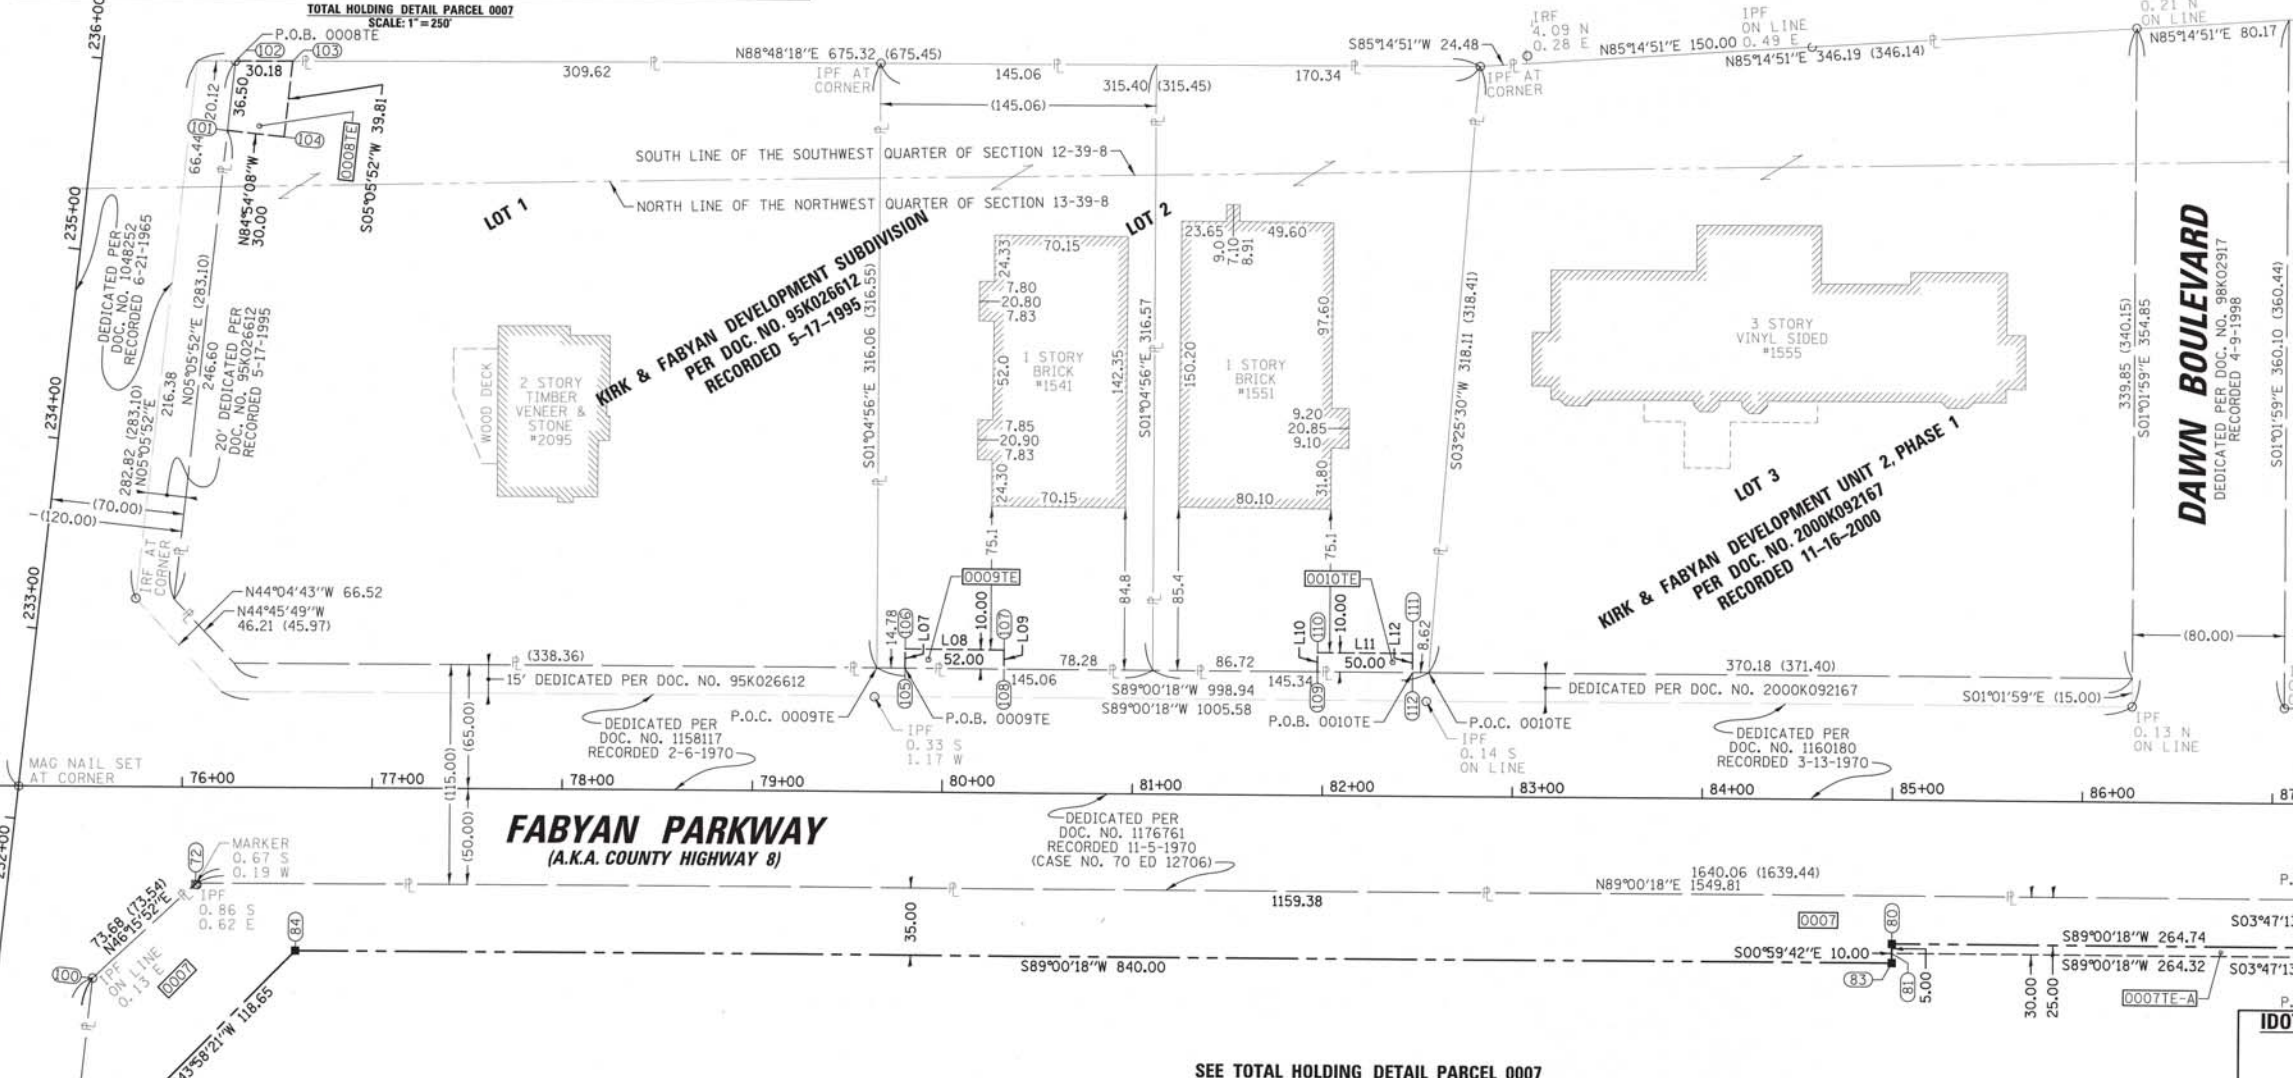 TOTAL HOLDING DETAIL PARCEL 0007
SCALE: 1" = 250'
236+00
P.O.B. 0008TE
102
103
30.18
36.50
20.12
101
104
66.44
0008TE
S05°05'52"W 39.81
N84°54'08"W
30.00
309.62
N88°48'18"E 675.32 (675.45)
IPF AT
CORNER
145.06
(145.06)
315.40 (315.45)
170.34
S85°14'51"W 24.48
IPF AT
CORNER
IRF
4.09 N
0.28 E
N85°14'51"E 150.00
IPF
ON LINE
0.49 E
N85°14'51"E 346.19 (346.14)
0.21 N
ON LINE
N85°14'51"E 80.17
SOUTH LINE OF THE SOUTHWEST QUARTER OF SECTION 12-39-8
NORTH LINE OF THE NORTHWEST QUARTER OF SECTION 13-39-8
235+00
DEDICATED PER
DOC. NO. 1048252
RECORDED 6-21-1965
234+00
233+00
216.38
282.82 (283.10)
N05°05'52"E
N05°05'52"E (283.10)
246.60
20' DEDICATED PER
DOC. NO. 95K026612
RECORDED 5-17-1995
(70.00)
(120.00)
IRF AT
CORNER
N44°04'43"W 66.52
N44°45'49"W
46.21 (45.97)
LOT 1
KIRK & FABYAN DEVELOPMENT SUBDIVISION
PER DOC. NO. 95K026612
RECORDED 5-17-1995
LOT 2
WOOD DECK
2 STORY
TIMBER
VENEER &
STONE
#2095
S01°04'56"E 316.06 (316.55)
70.15
24.33
7.80
20.80
7.83
52.0
1 STORY
BRICK
#1541
142.35
7.85
20.90
7.83
24.30
70.15
S01°04'56"E 316.57
23.65
9.0
7.10
8.91
49.60
150.20
97.60
1 STORY
BRICK
#1551
9.20
20.85
9.10
31.80
80.10
S03°25'30"W 318.11 (318.41)
3 STORY
VINYL SIDED
#1555
LOT 3
KIRK & FABYAN DEVELOPMENT UNIT 2, PHASE 1
PER DOC. NO. 2000K092167
RECORDED 11-16-2000
339.85 (340.15)
S01°01'59"E 354.85
DAWN BOULEVARD
DEDICATED PER DOC. NO. 98K02917
RECORDED 4-9-1998
S01°01'59"E 360.10 (360.44)
(80.00)
75.1
0009TE
14.78
106
L07
L08
10.00
107
L09
52.00
84.8
85.4
75.1
0010TE
L10
110
10.00
L11
L12
111
50.00
8.62
(338.36)
15' DEDICATED PER DOC. NO. 95K026612
105
108
145.06
78.28
86.72
145.34
109
112
S89°00'18"W 998.94
S89°00'18"W 1005.58
370.18 (371.40)
DEDICATED PER DOC. NO. 2000K092167
S01°01'59"E (15.00)
P.O.C. 0009TE
P.O.B. 0009TE
P.O.B. 0010TE
P.O.C. 0010TE
IPF
0.33 S
1.17 W
IPF
0.14 S
ON LINE
IPF
0.13 N
ON LINE
DEDICATED PER
DOC. NO. 1158117
RECORDED 2-6-1970
DEDICATED PER
DOC. NO. 1160180
RECORDED 3-13-1970
(65.00)
(115.00)
(50.00)
MAG NAIL SET
AT CORNER
76+00
77+00
78+00
79+00
80+00
81+00
82+00
83+00
84+00
85+00
86+00
87
232+00
FABYAN PARKWAY
(A.K.A. COUNTY HIGHWAY 8)
DEDICATED PER
DOC. NO. 1176761
RECORDED 11-5-1970
(CASE NO. 70 ED 12706)
72
MARKER
0.67 S
0.19 W
IPF
0.86 S
0.62 E
73.68 (73.54)
N46°15'52"E
100
IPF
ON LINE
0.13 E
0007
84
43°58'21"W 118.65
35.00
1159.38
1640.06 (1639.44)
N89°00'18"E 1549.81
S89°00'18"W 840.00
0007
80
S00°59'42"E 10.00
83
81
5.00
S89°00'18"W 264.74
S89°00'18"W 264.32
30.00
25.00
0007TE-A
S03°47'13
S03°47'13
P.
P.
IDO
SEE TOTAL HOLDING DETAIL PARCEL 0007